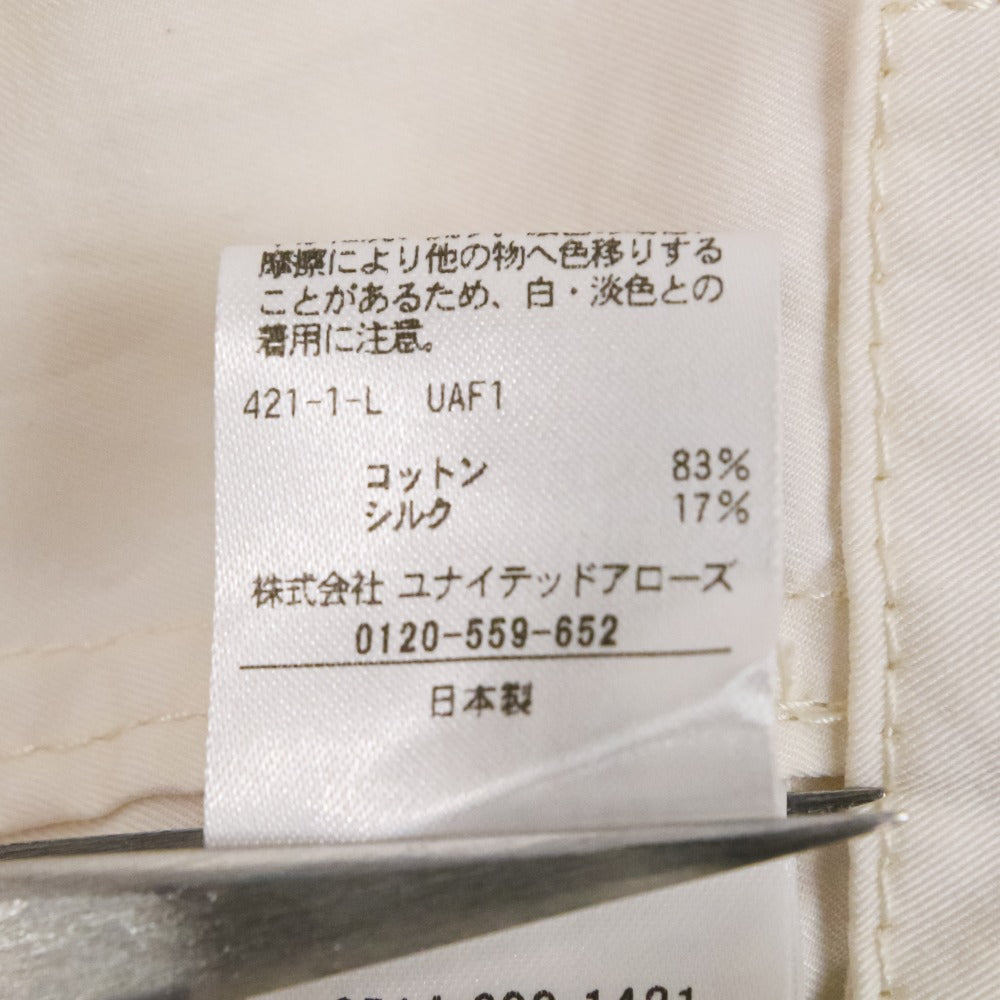 摩擦により他の物へ色移りする
ことがあるため、白・淡色との
着用に注意。
421-1-L UAF1
コットン 83%
シルク 17%
株式会社 ユナイテッドアローズ
0120-559-652
日本製